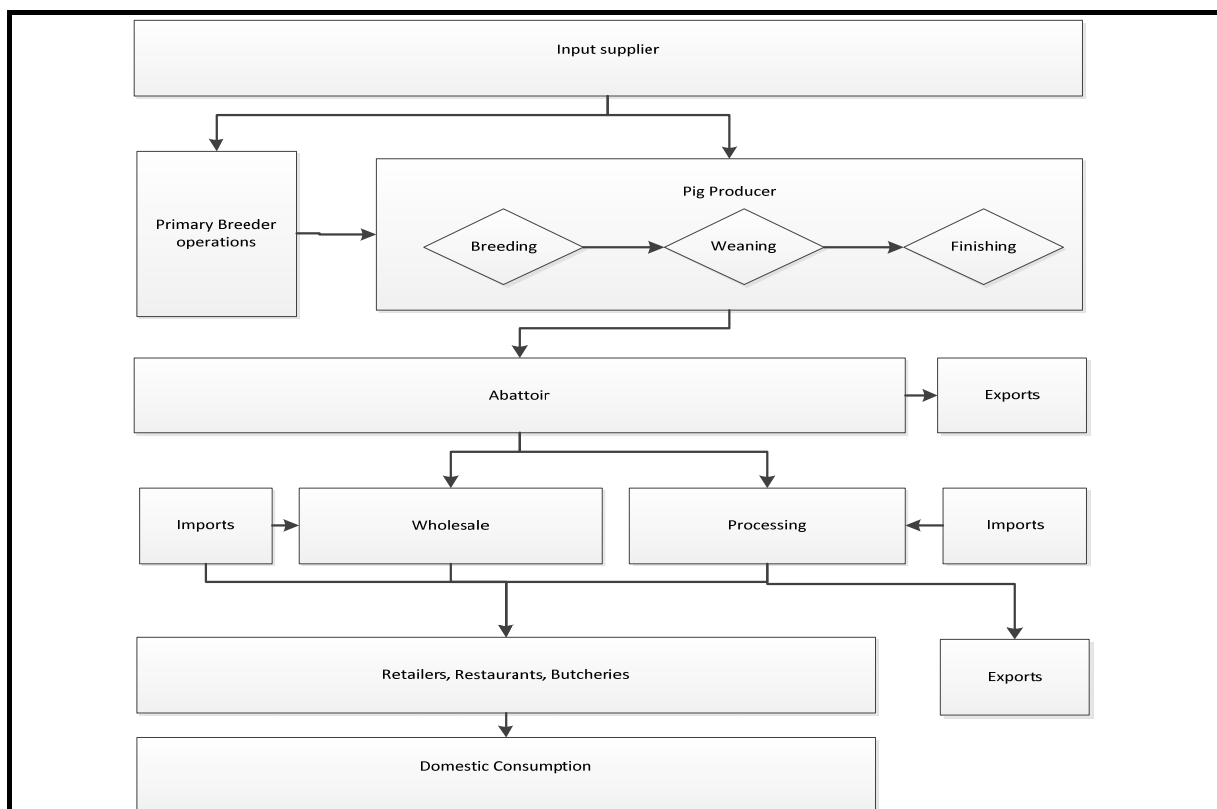 Input supplier
Primary Breeder
operations
Pig Producer
Breeding
Weaning
Finishing
Abattoir
Exports
Imports
Wholesale
Processing
Imports
Retailers, Restaurants, Butcheries
Exports
Domestic Consumption